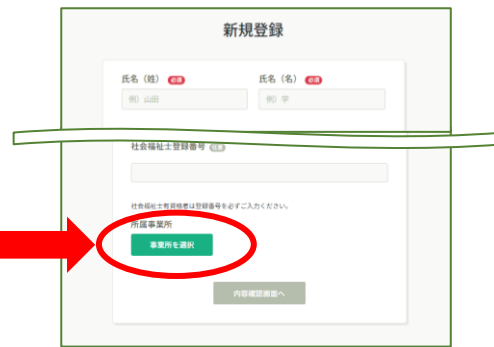 新規登録
氏名（姓） 必須 氏名（名） 必須
例）山田 例）学
社会福祉士登録番号 任意
社会福祉士有資格者は登録番号を必ずご入力ください。
所属事業所
事業所を選択
内容確認画面へ